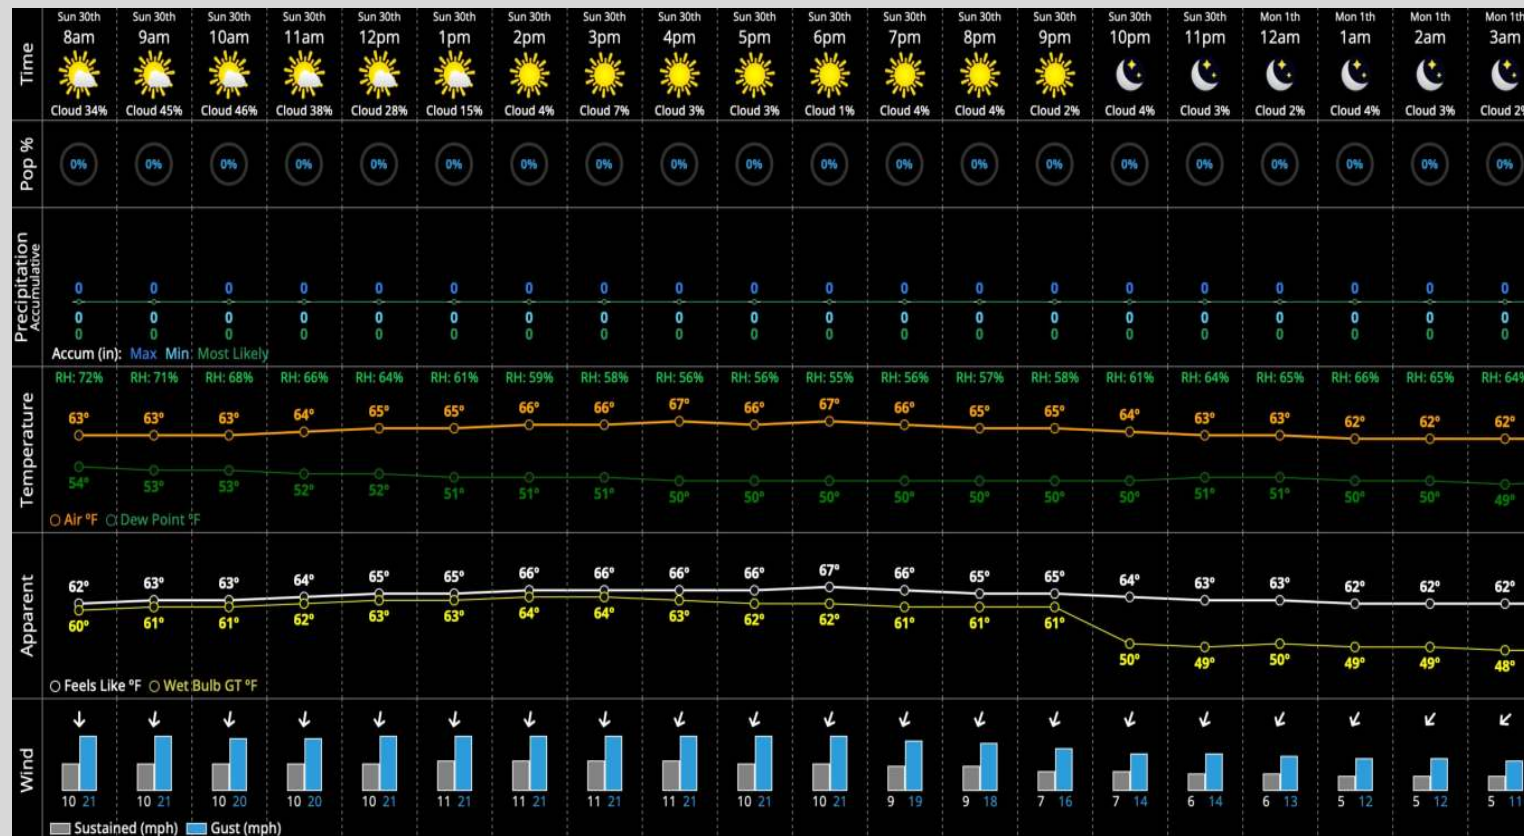 Time
Sun 30th Sun 30th Sun 30th Sun 30th Sun 30th Sun 30th Sun 30th Sun 30th Sun 30th Sun 30th Sun 30th Sun 30th Sun 30th Sun 30th Sun 30th Sun 30th Mon 1th Mon 1th Mon 1th Mon 1th
8am 9am 10am 11am 12pm 1pm 2pm 3pm 4pm 5pm 6pm 7pm 8pm 9pm 10pm 11pm 12am 1am 2am 3am
Cloud 34% Cloud 45% Cloud 46% Cloud 38% Cloud 28% Cloud 15% Cloud 4% Cloud 7% Cloud 3% Cloud 3% Cloud 1% Cloud 4% Cloud 4% Cloud 2% Cloud 4% Cloud 3% Cloud 2% Cloud 4% Cloud 3% Cloud 2%
Pop %
0% 0% 0% 0% 0% 0% 0% 0% 0% 0% 0% 0% 0% 0% 0% 0% 0% 0% 0% 0%
Precipitation
Accumulative
0 0 0 0 0 0 0 0 0 0 0 0 0 0 0 0 0 0 0 0
0 0 0 0 0 0 0 0 0 0 0 0 0 0 0 0 0 0 0 0
0 0 0 0 0 0 0 0 0 0 0 0 0 0 0 0 0 0 0 0
Accum (in): Max Min Most Likely
Temperature
RH: 72% RH: 71% RH: 68% RH: 66% RH: 64% RH: 61% RH: 59% RH: 58% RH: 56% RH: 56% RH: 55% RH: 56% RH: 57% RH: 58% RH: 61% RH: 64% RH: 65% RH: 66% RH: 65% RH: 64%
63° 63° 63° 64° 65° 65° 66° 66° 67° 66° 67° 66° 65° 65° 64° 63° 63° 62° 62° 62°
54° 53° 53° 52° 52° 51° 51° 51° 50° 50° 50° 50° 50° 50° 50° 51° 51° 50° 50° 49°
Air ºF Dew Point ºF
Apparent
62° 63° 63° 64° 65° 65° 66° 66° 66° 66° 67° 66° 65° 65° 64° 63° 63° 62° 62° 62°
60° 61° 61° 62° 63° 63° 64° 64° 63° 62° 62° 61° 61° 61° 50° 49° 50° 49° 49° 48°
Feels Like ºF Wet Bulb GT ºF
Wind
10 21 10 21 10 20 10 20 10 21 11 21 11 21 11 21 11 21 10 21 10 21 9 19 9 18 7 16 7 14 6 14 6 13 5 12 5 12 5 11
Sustained (mph) Gust (mph)